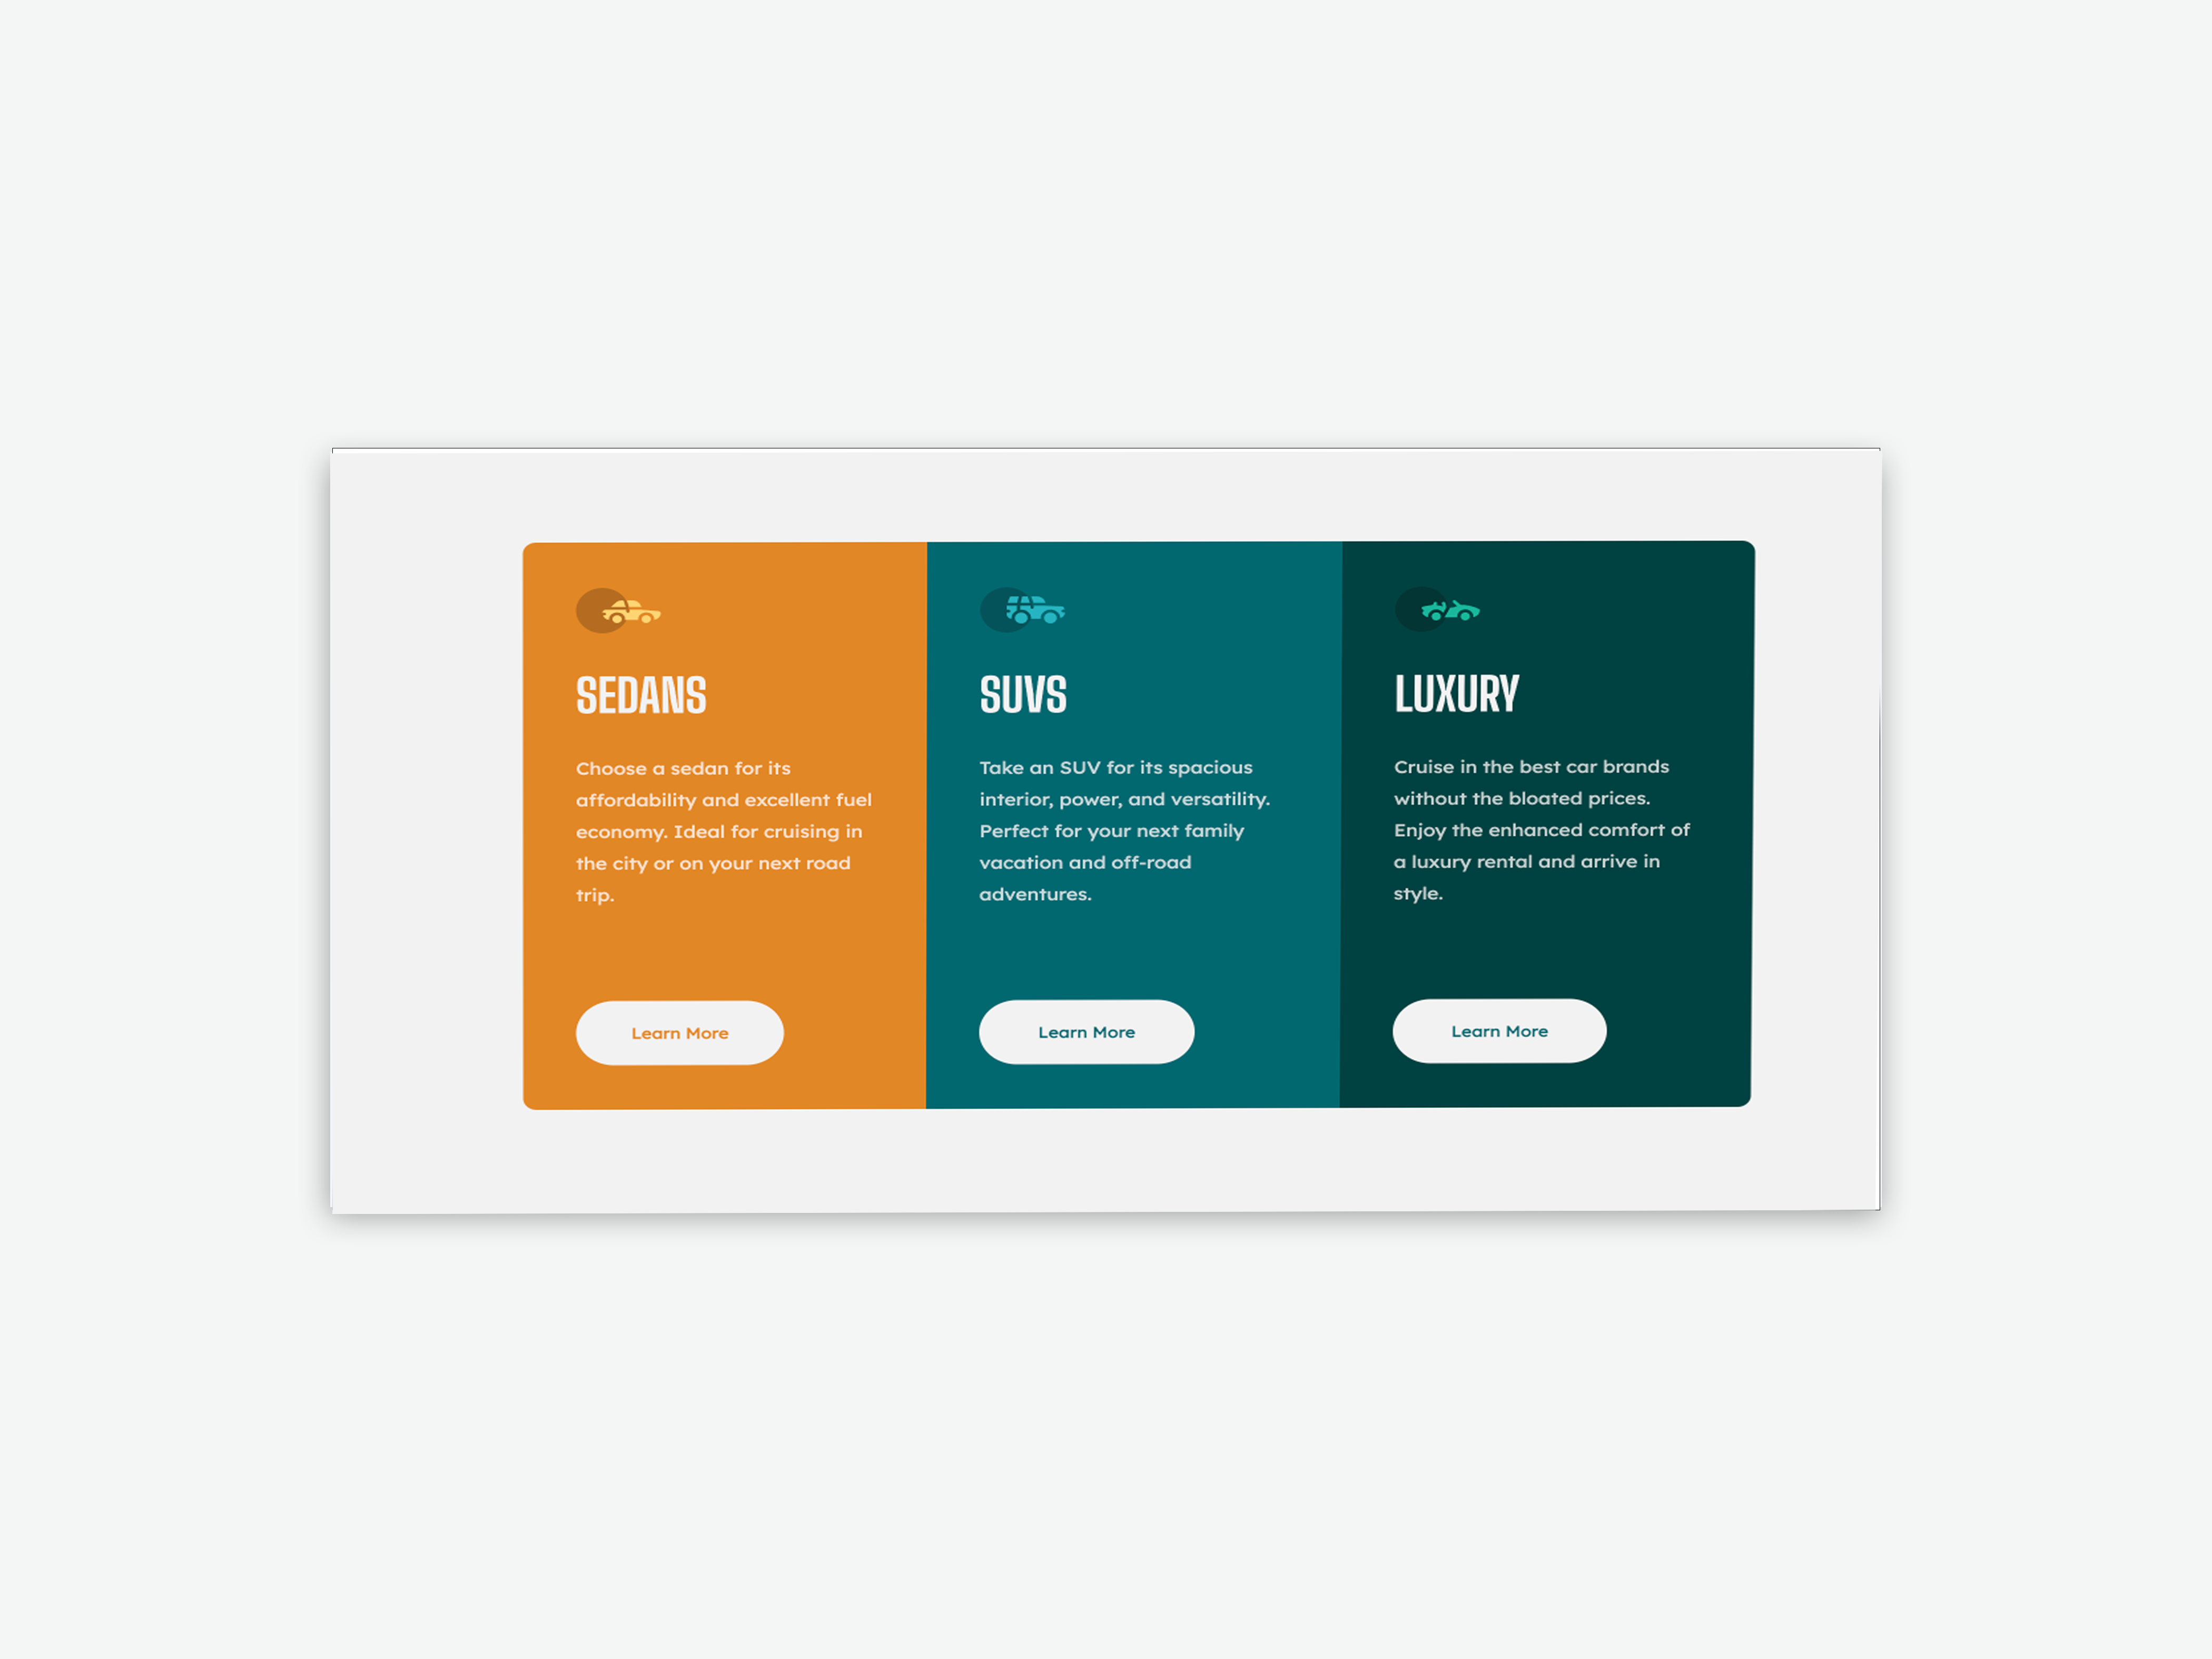 SEDANS
Choose a sedan for its
affordability and excellent fuel
economy. Ideal for cruising in
the city or on your next road
trip.
Learn More
SUVS
Take an SUV for its spacious
interior, power, and versatility.
Perfect for your next family
vacation and off-road
adventures.
Learn More
LUXURY
Cruise in the best car brands
without the bloated prices.
Enjoy the enhanced comfort of
a luxury rental and arrive in
style.
Learn More